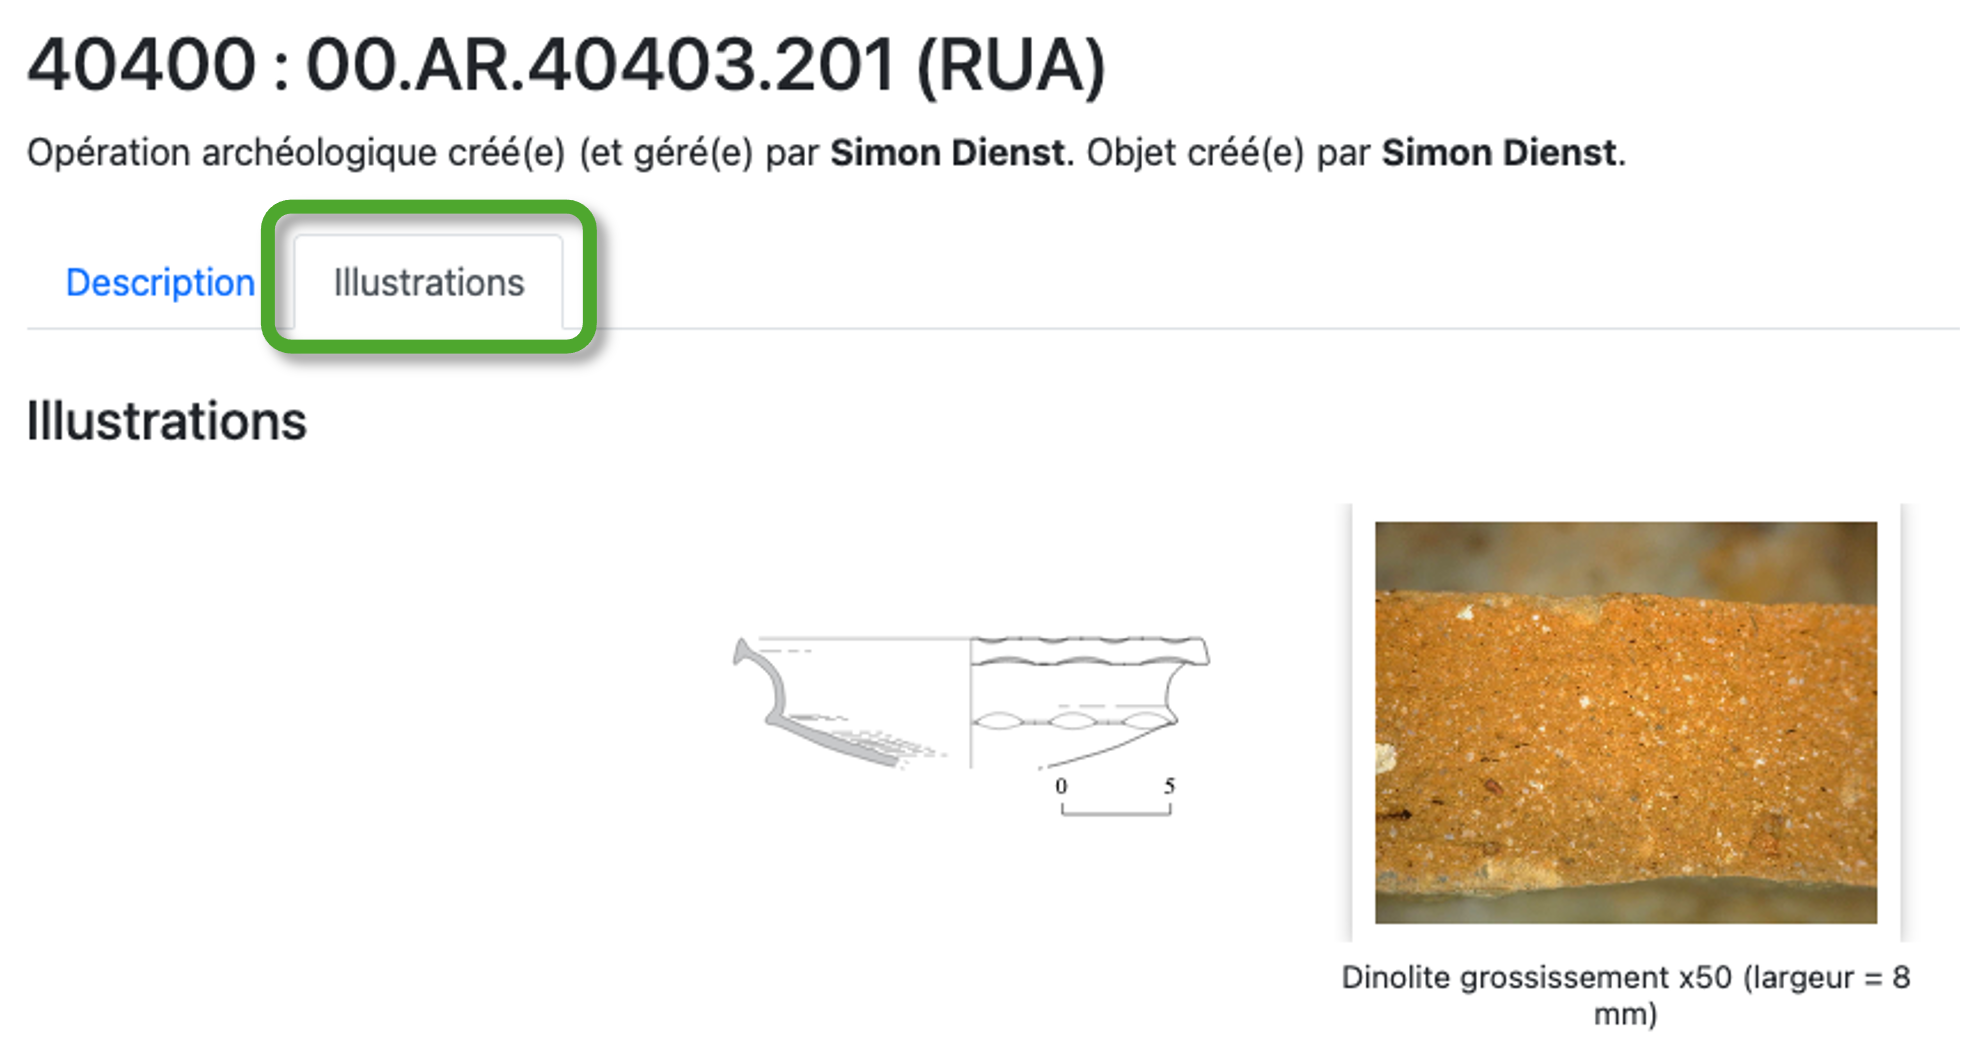 40400 : 00.AR.40403.201 (RUA)
Opération archéologique créé(e) (et géré(e) par Simon Dienst. Objet créé(e) par Simon Dienst.
Description
Illustrations
Illustrations
0 5
Dinolite grossissement x50 (largeur = 8
mm)